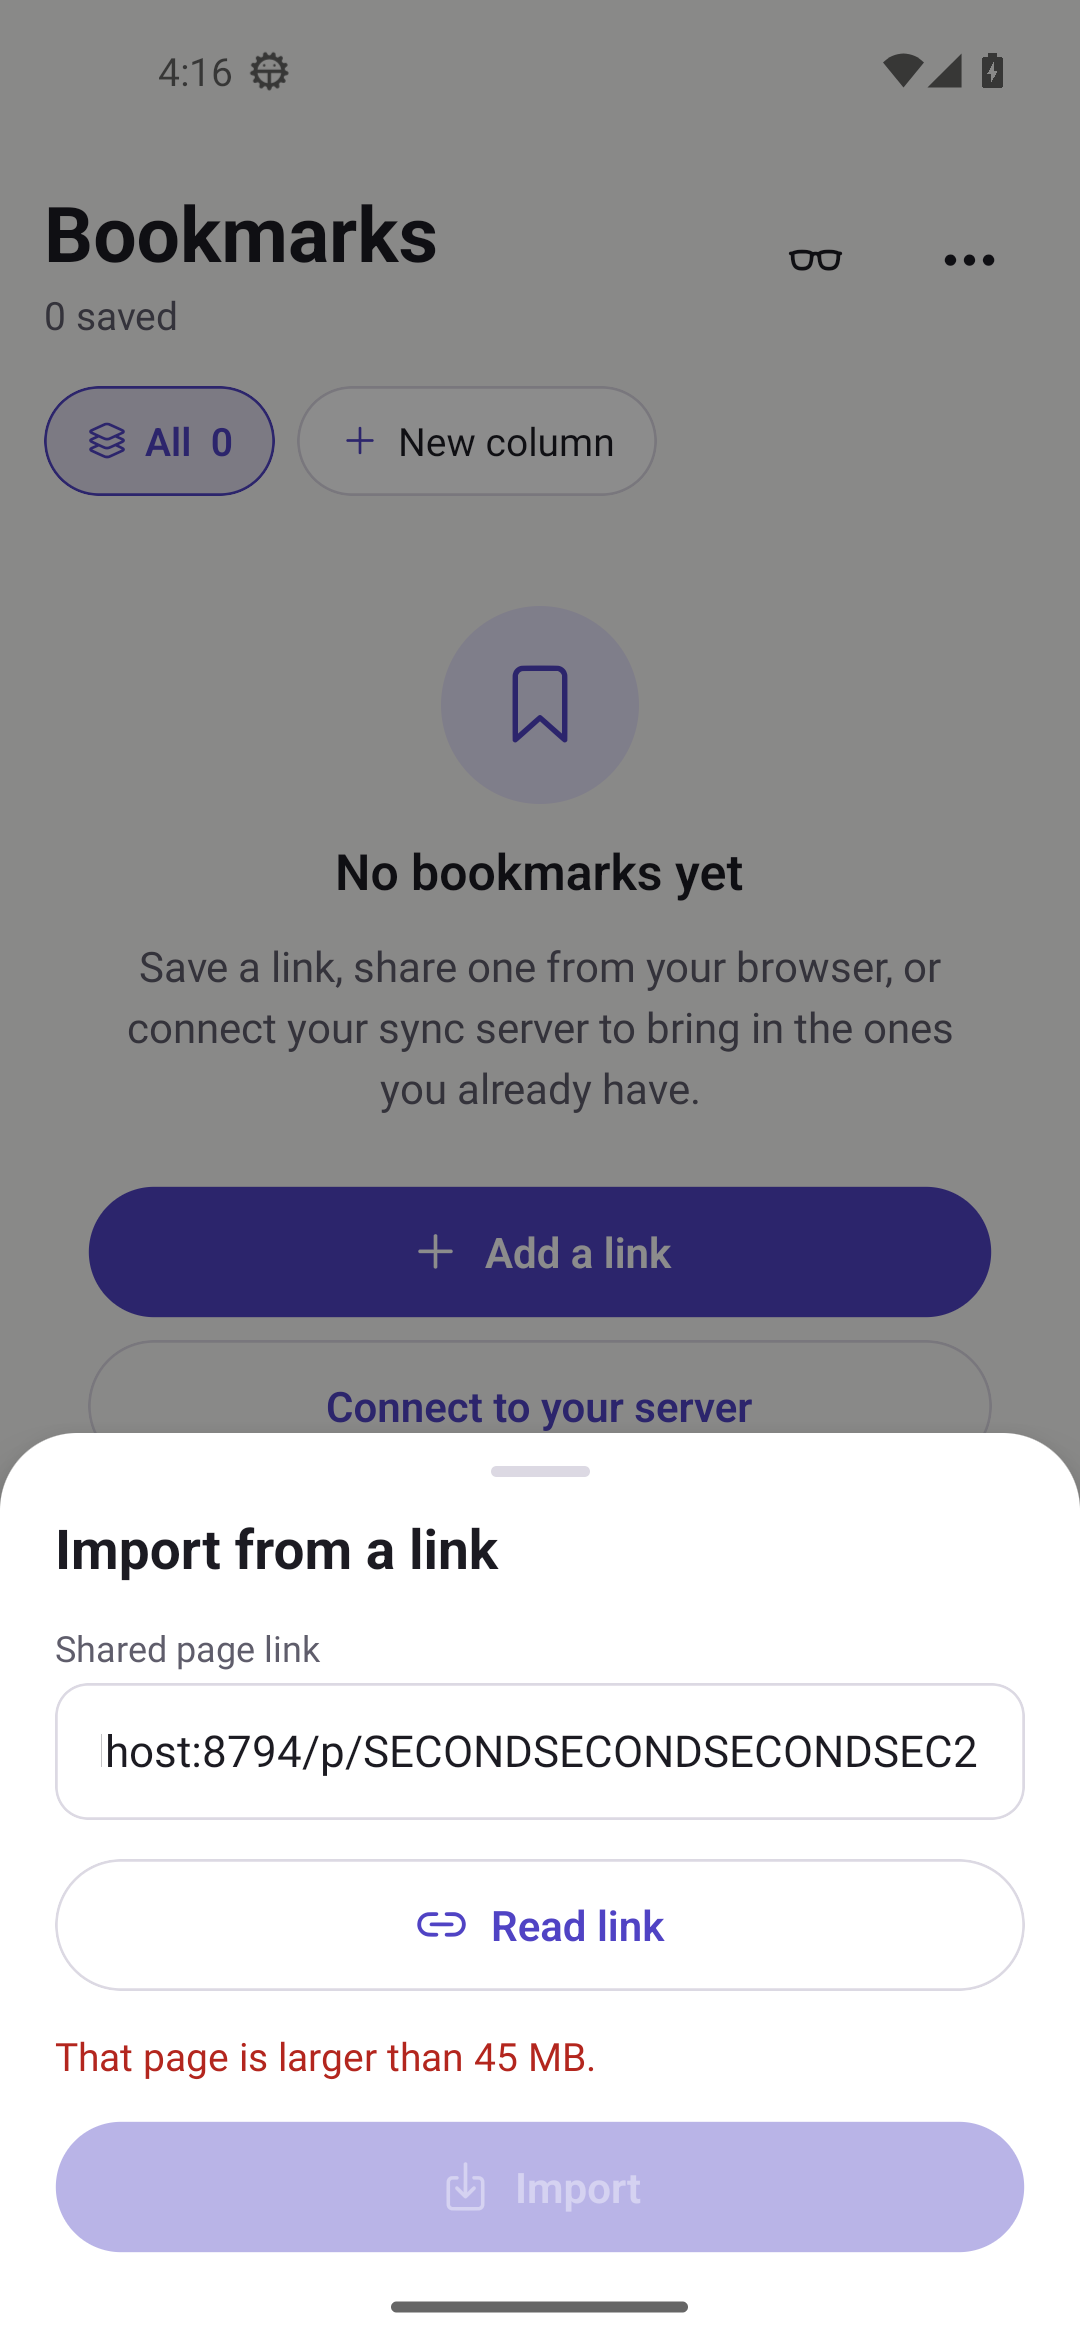 4:16
Bookmarks
0 saved
All 0
New column
No bookmarks yet
Save a link, share one from your browser, or
connect your sync server to bring in the ones
you already have.
Add a link
Connect to your server
Import from a link
Shared page link
host:8794/p/SECONDSECONDSECONDSEC2
Read link
That page is larger than 45 MB.
Import